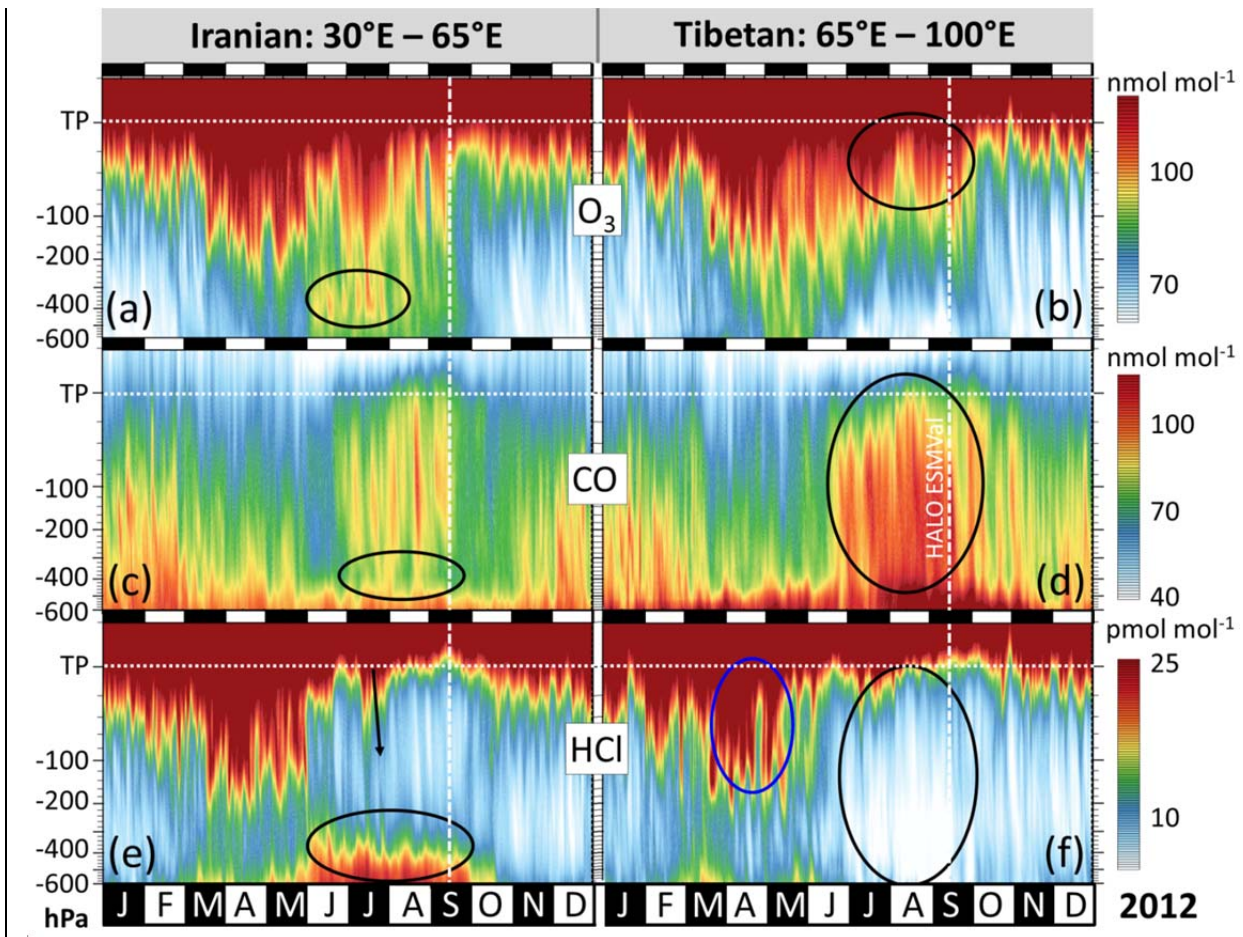 Iranian: 30°E – 65°E
Tibetan: 65°E – 100°E
nmol mol-1
TP
-100
-200
-400
-600
(a)
O3
(b)
100
70
nmol mol-1
TP
-100
-200
-400
-600
(c)
CO
HALO ESMVal
(d)
100
70
40
pmol mol-1
TP
-100
-200
-400
-600
hPa
(e)
HCl
(f)
25
10
J F M A M J J A S O N D
J F M A M J J A S O N D
2012